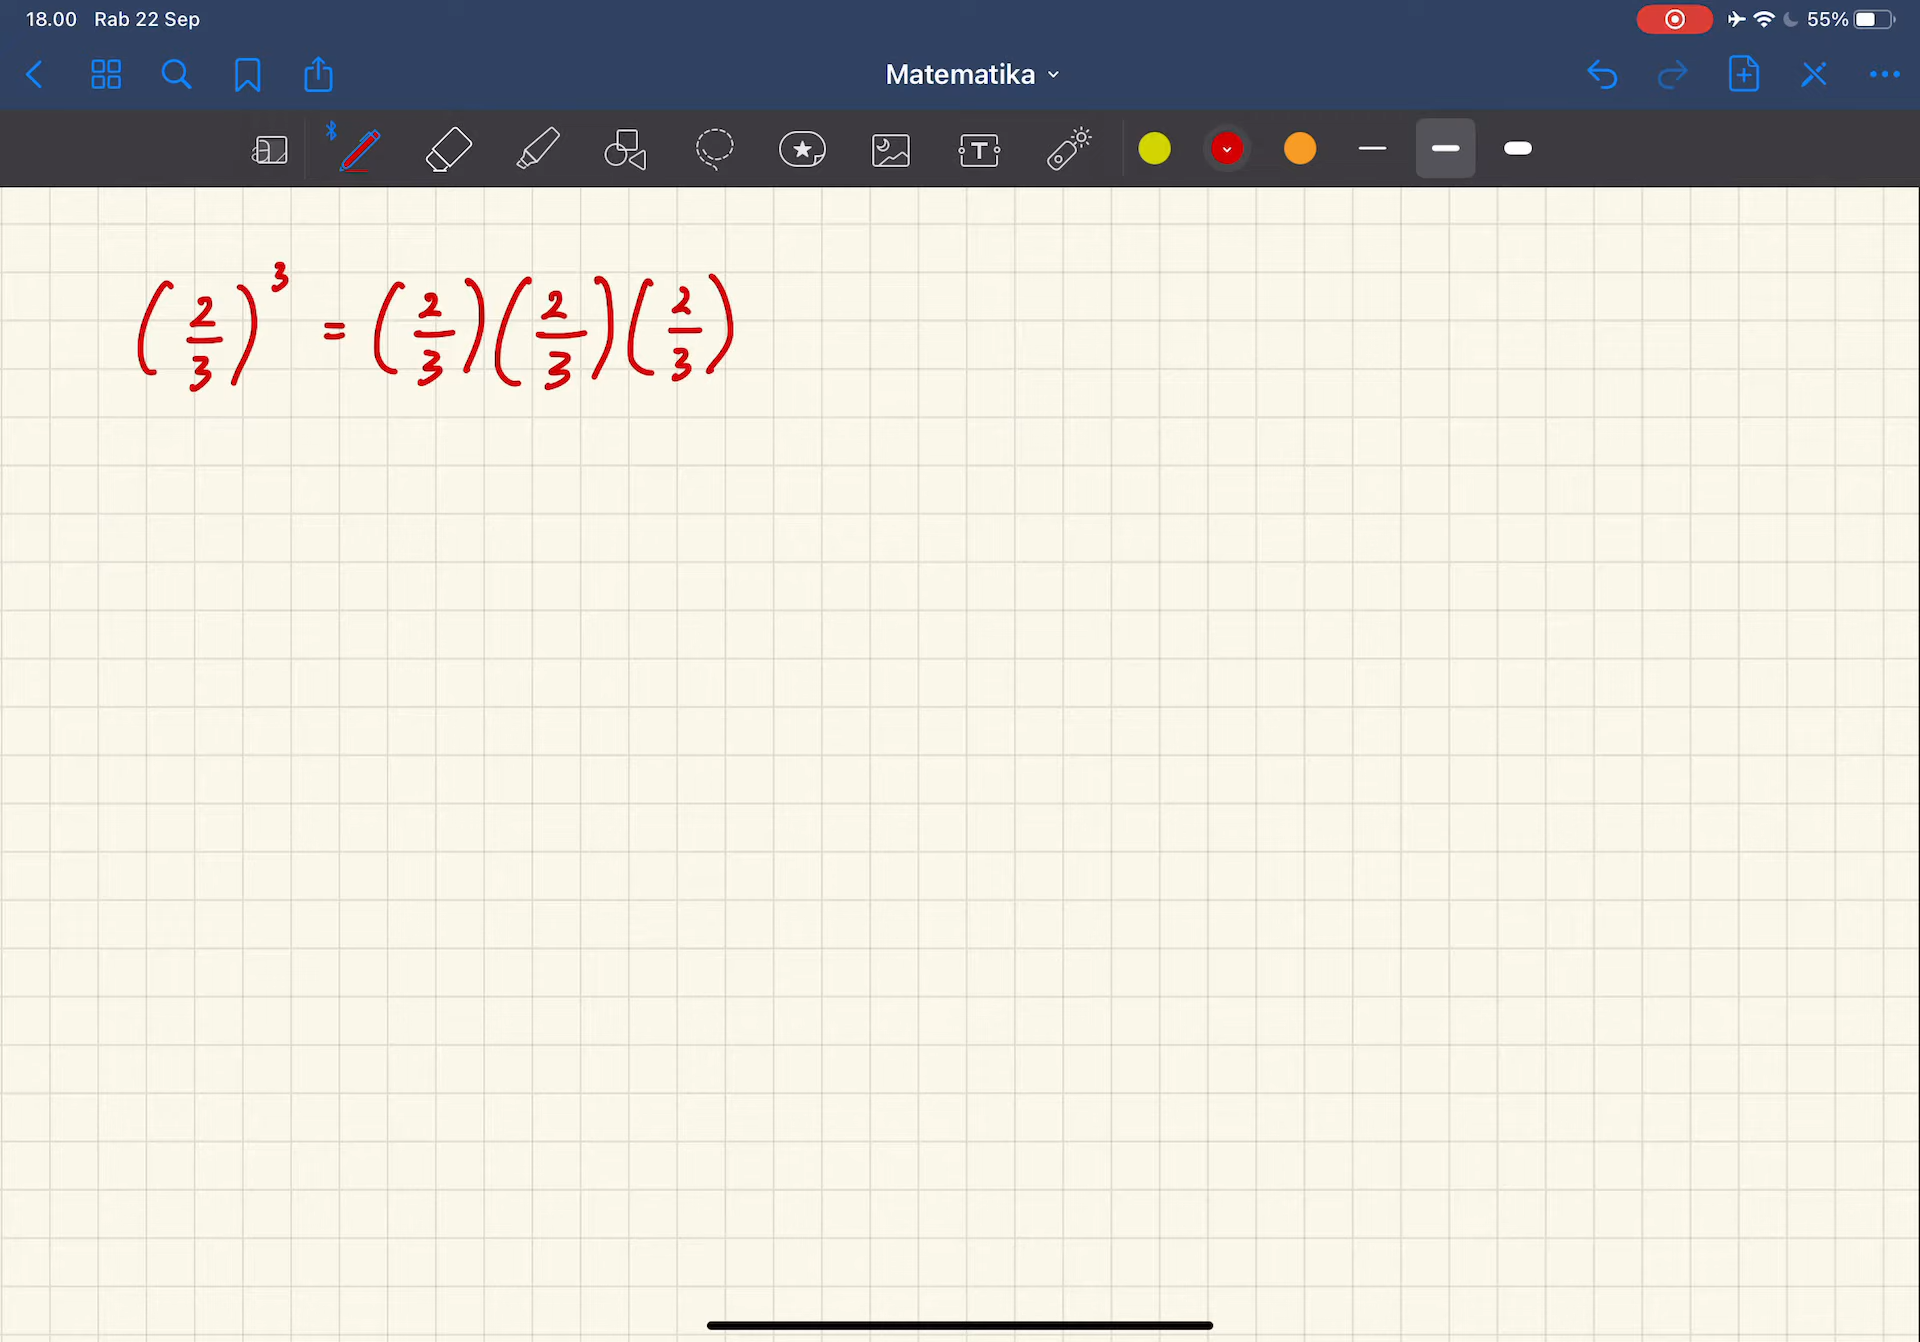 18.00 Rab 22 Sep 55%
Matematika
(2/3)³ = (2/3)(2/3)(2/3)